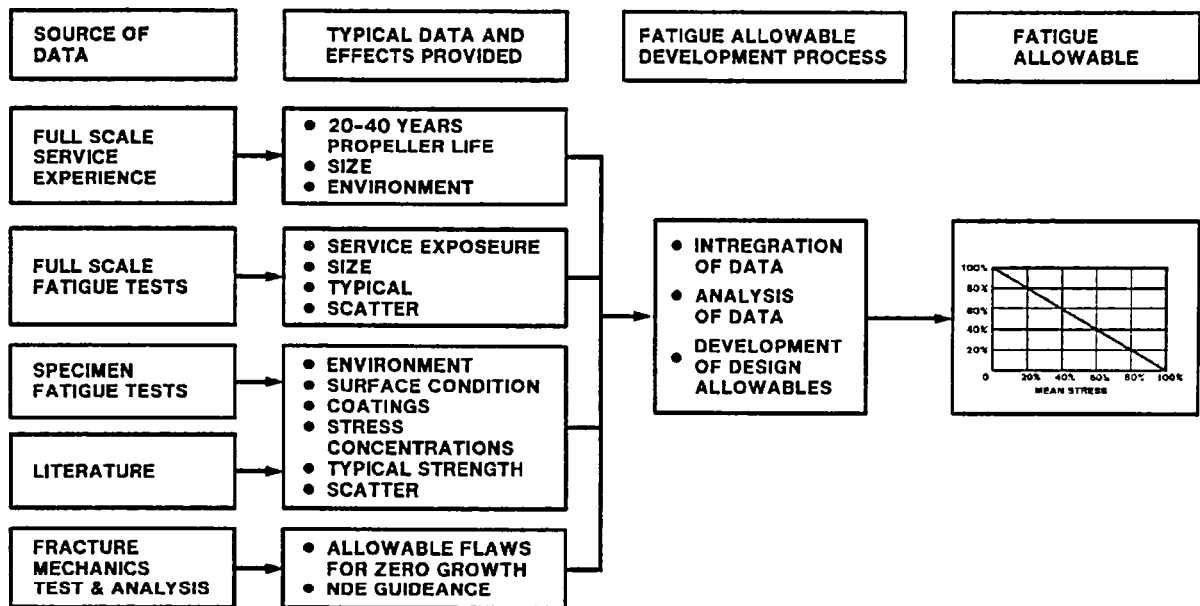 SOURCE OF
DATA
TYPICAL DATA AND
EFFECTS PROVIDED
FATIGUE ALLOWABLE
DEVELOPMENT PROCESS
FATIGUE
ALLOWABLE
FULL SCALE
SERVICE
EXPERIENCE
● 20-40 YEARS
PROPELLER LIFE
● SIZE
● ENVIRONMENT
FULL SCALE
FATIGUE TESTS
● SERVICE EXPOSEURE
● SIZE
● TYPICAL
● SCATTER
SPECIMEN
FATIGUE TESTS
LITERATURE
● ENVIRONMENT
● SURFACE CONDITION
● COATINGS
● STRESS
CONCENTRATIONS
● TYPICAL STRENGTH
● SCATTER
FRACTURE
MECHANICS
TEST & ANALYSIS
● ALLOWABLE FLAWS
FOR ZERO GROWTH
● NDE GUIDEANCE
● INTREGRATION
OF DATA
● ANALYSIS
OF DATA
● DEVELOPMENT
OF DESIGN
ALLOWABLES
100%
80%
60%
40%
20%
0 20% 40% 60% 80% 100%
MEAN STRESS